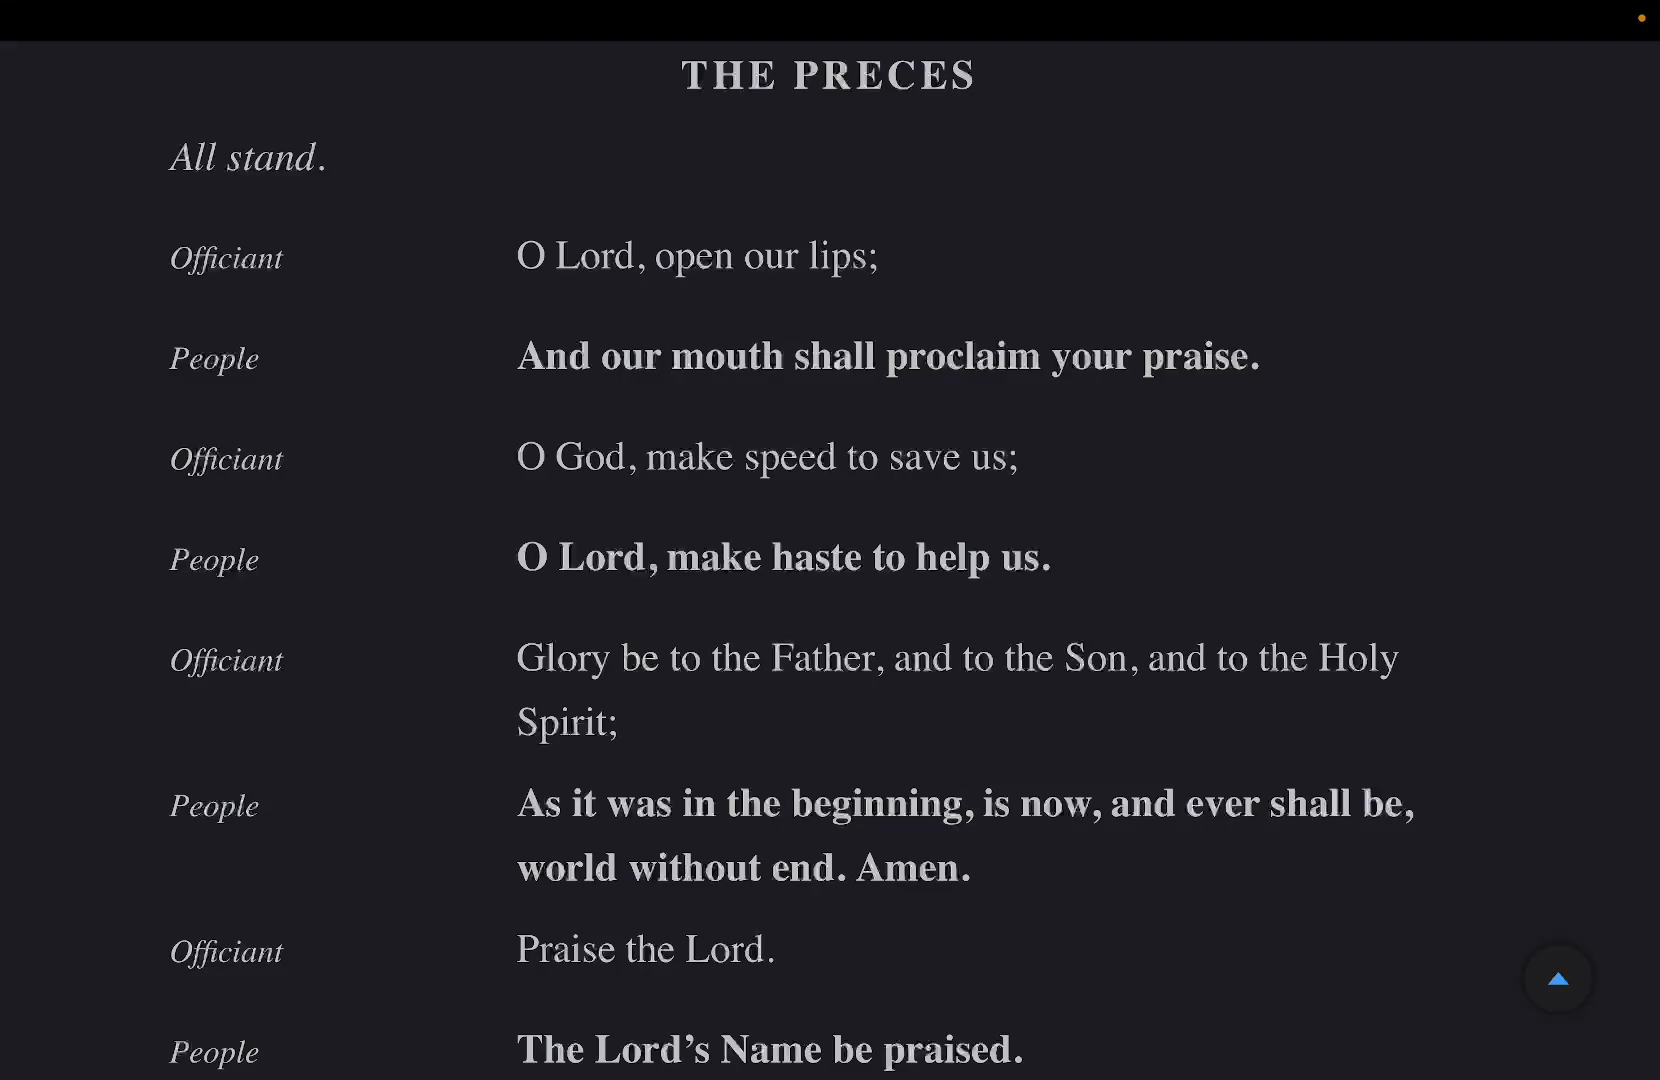 THE PRECES
All stand.
Officiant O Lord, open our lips;
People And our mouth shall proclaim your praise.
Officiant O God, make speed to save us;
People O Lord, make haste to help us.
Officiant Glory be to the Father, and to the Son, and to the Holy
Spirit;
People As it was in the beginning, is now, and ever shall be,
world without end. Amen.
Officiant Praise the Lord.
People The Lord’s Name be praised.